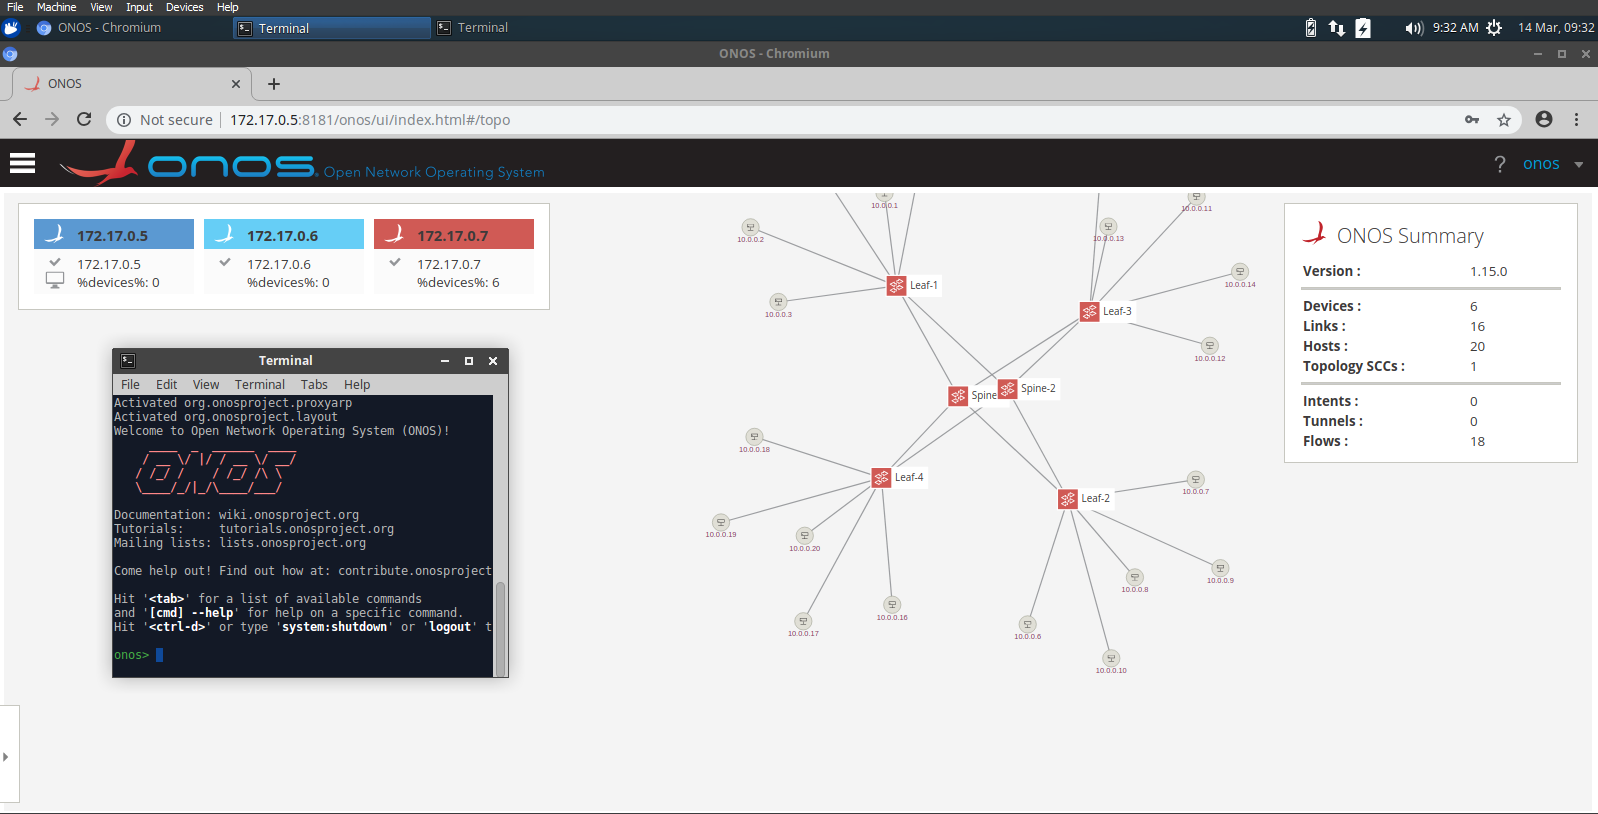 File Machine View Input Devices Help
ONOS - Chromium Terminal Terminal 9:32 AM 14 Mar, 09:32
ONOS - Chromium
ONOS
Not secure 172.17.0.5:8181/onos/ui/index.html#/topo
onos Open Network Operating System ? onos
172.17.0.5 172.17.0.6 172.17.0.7
172.17.0.5 172.17.0.6 172.17.0.7
%devices%: 0 %devices%: 0 %devices%: 6
ONOS Summary
Version : 1.15.0
Devices : 6
Links : 16
Hosts : 20
Topology SCCs : 1
Intents : 0
Tunnels : 0
Flows : 18
10.0.0.1
10.0.0.11
10.0.0.2
10.0.0.13
Leaf-1
10.0.0.14
10.0.0.3
Leaf-3
10.0.0.12
Spine-2
Spine
10.0.0.18
Leaf-4
10.0.0.7
Leaf-2
10.0.0.19
10.0.0.20
10.0.0.9
10.0.0.8
10.0.0.16
10.0.0.17
10.0.0.6
10.0.0.10
Terminal
File Edit View Terminal Tabs Help
Activated org.onosproject.proxyarp
Activated org.onosproject.layout
Welcome to Open Network Operating System (ONOS)!
Documentation: wiki.onosproject.org
Tutorials: tutorials.onosproject.org
Mailing lists: lists.onosproject.org
Come help out! Find out how at: contribute.onosproject
Hit '<tab>' for a list of available commands
and '[cmd] --help' for help on a specific command.
Hit '<ctrl-d>' or type 'system:shutdown' or 'logout' t
onos>